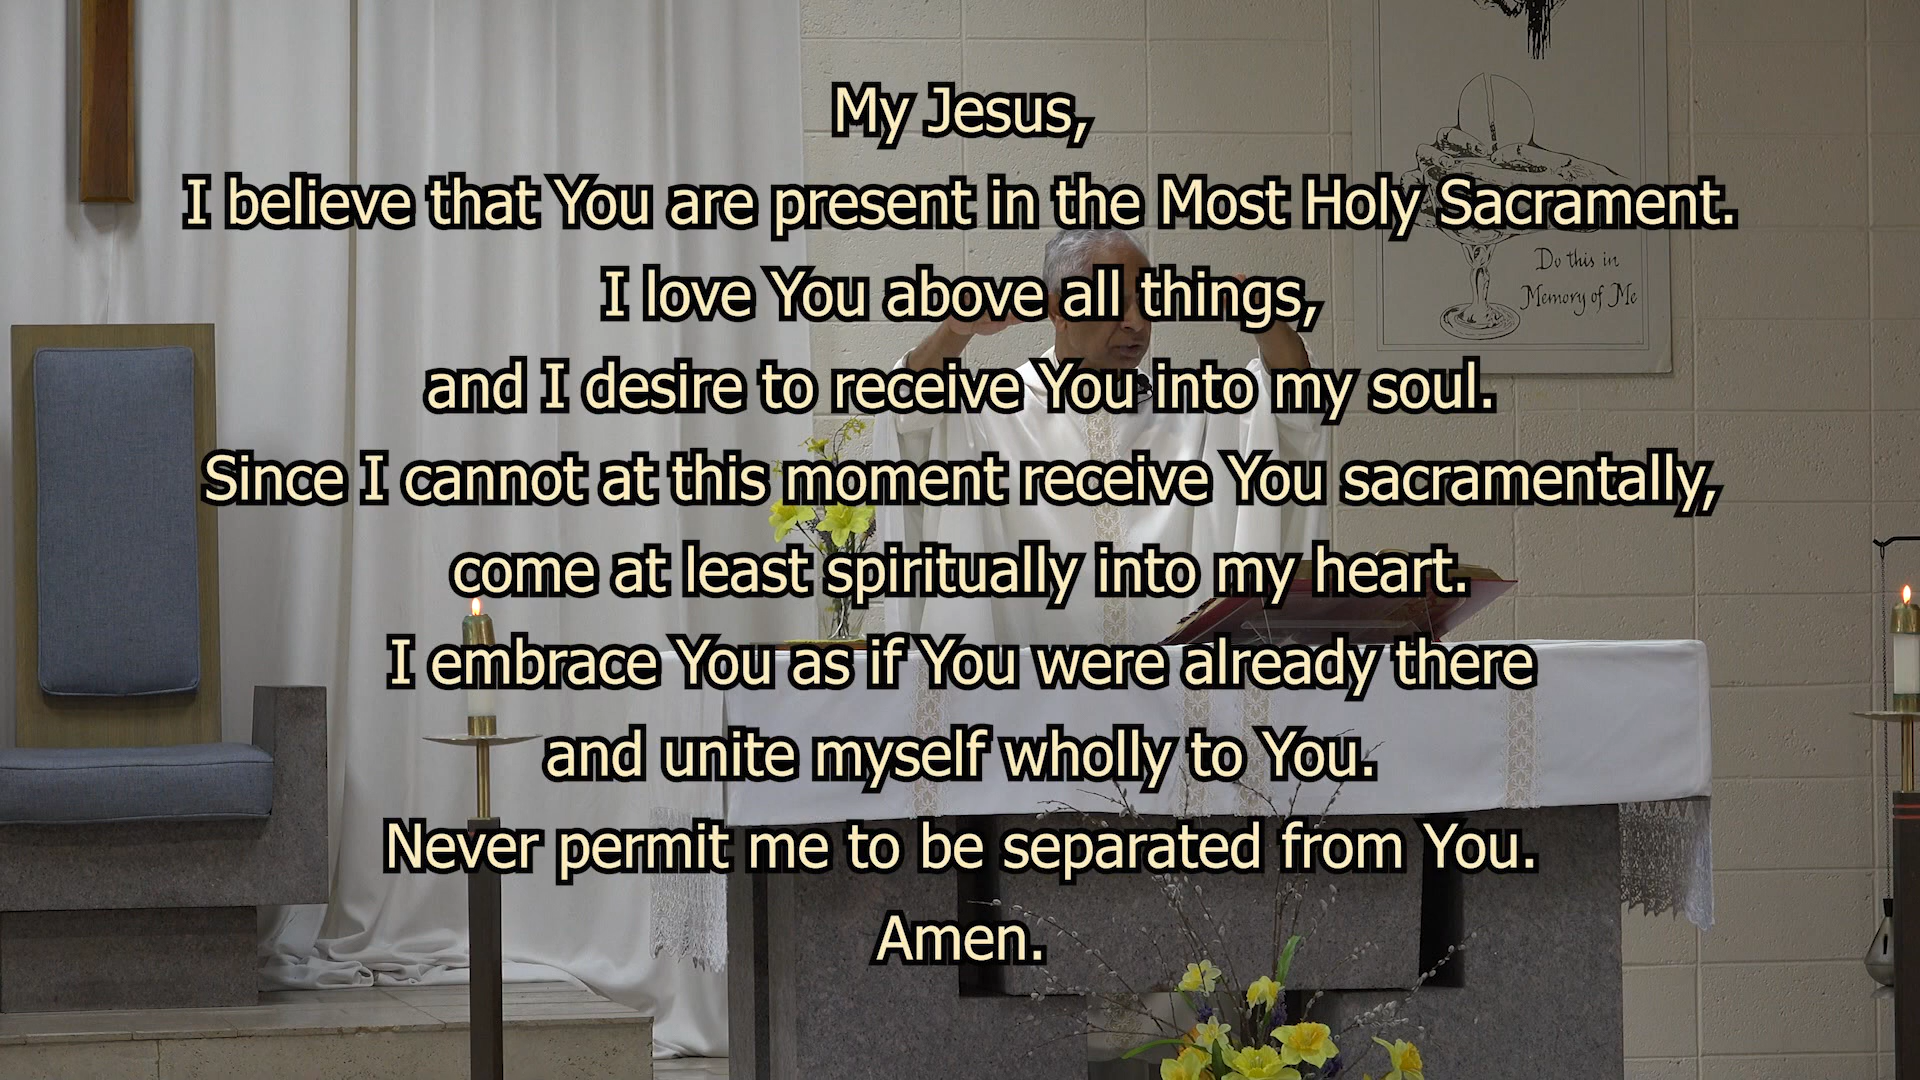 My Jesus,
I believe that You are present in the Most Holy Sacrament.
I love You above all things,
and I desire to receive You into my soul.
Since I cannot at this moment receive You sacramentally,
come at least spiritually into my heart.
I embrace You as if You were already there
and unite myself wholly to You.
Never permit me to be separated from You.
Amen.
Do this in
Memory of Me